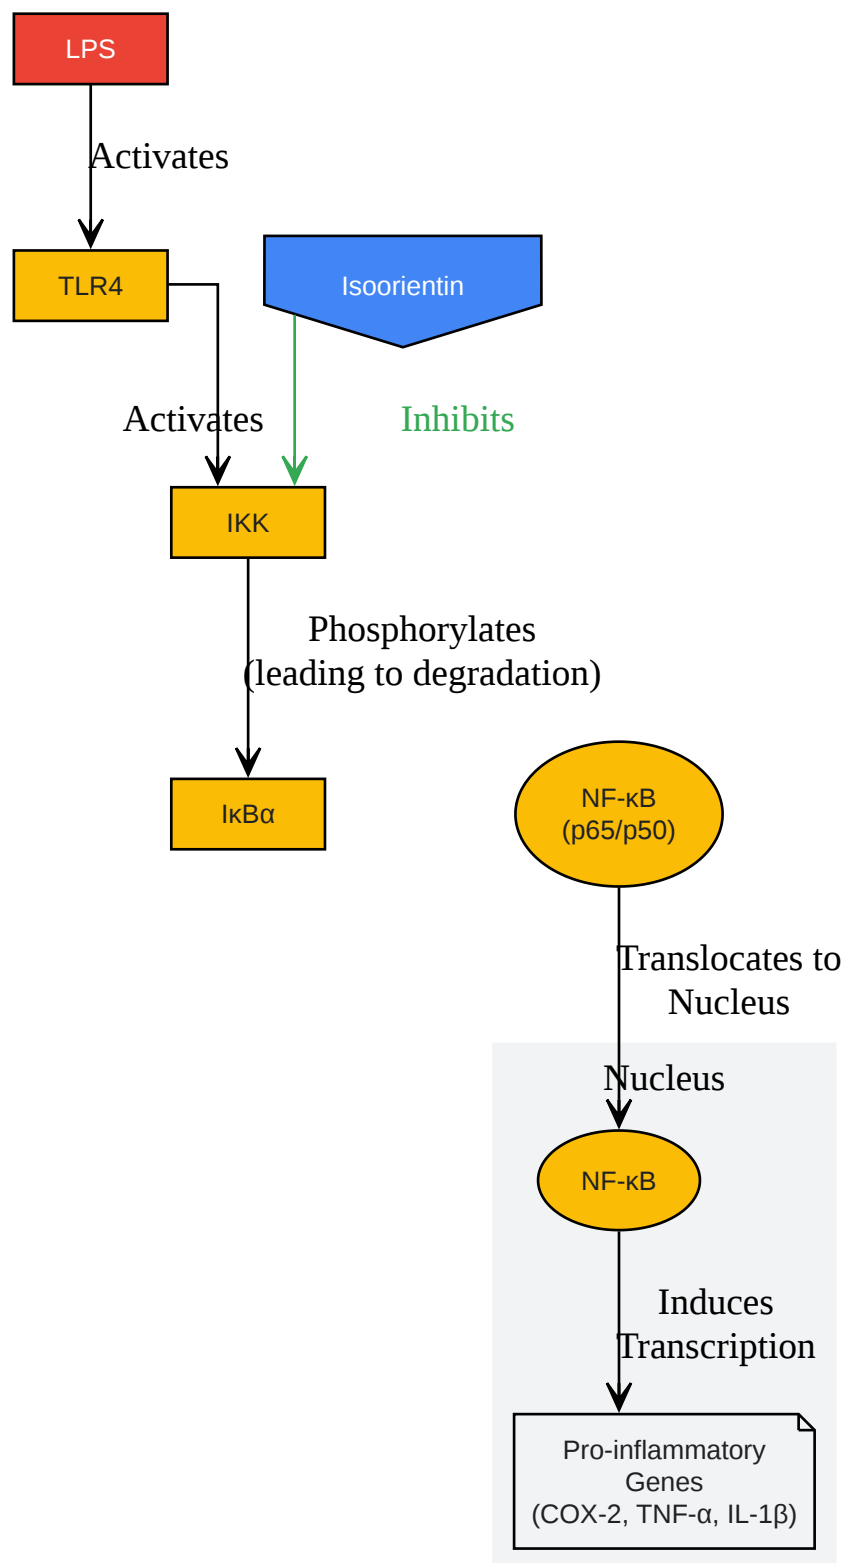 LPS
Activates
TLR4
Isoorientin
Activates
Inhibits
IKK
Phosphorylates
(leading to degradation)
IκBα
NF-κB
(p65/p50)
Translocates to
Nucleus
Nucleus
NF-κB
Induces
Transcription
Pro-inflammatory
Genes
(COX-2, TNF-α, IL-1β)